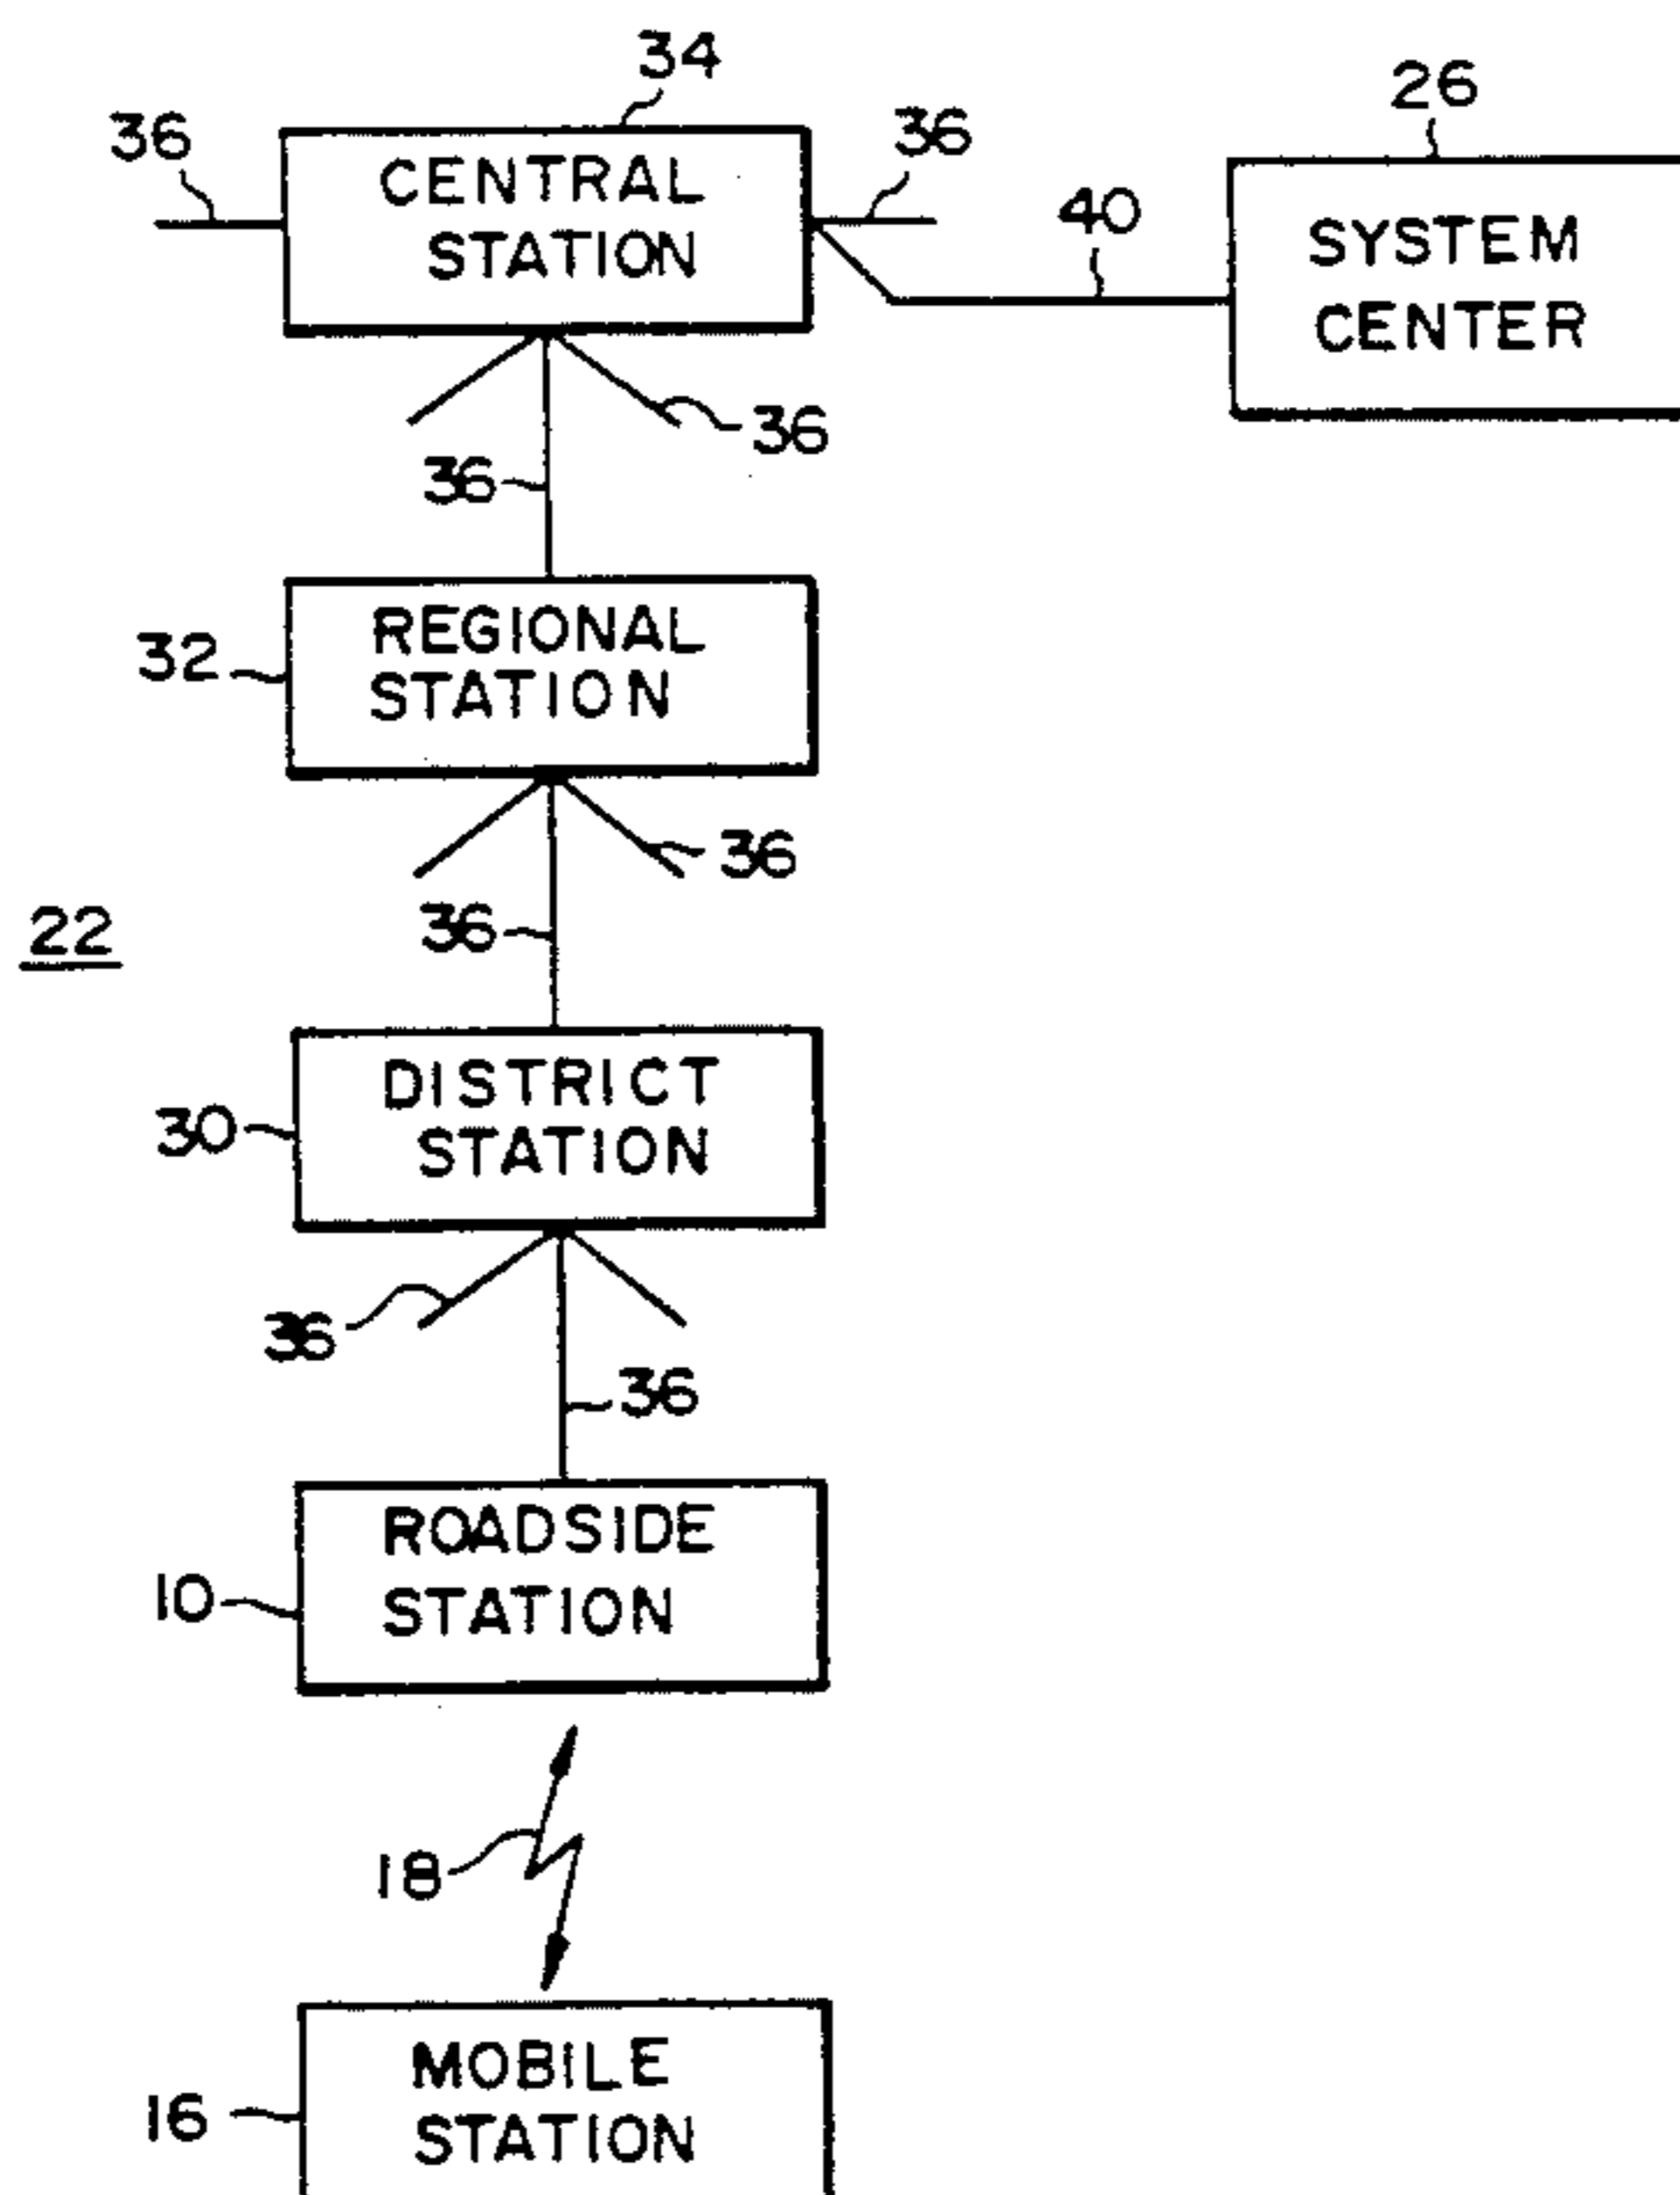 34
36
CENTRAL
STATION
36
40
26
SYSTEM
CENTER
36
36
32
REGIONAL
STATION
36
36
22
30
DISTRICT
STATION
36
36
10
ROADSIDE
STATION
18
16
MOBILE
STATION